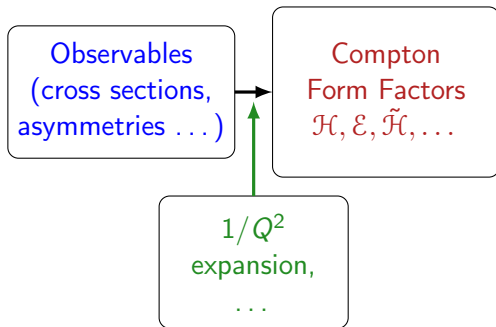 Observables
(cross sections,
asymmetries . . . )
Compton
Form Factors
ℋ, ℰ, ℋ̃, . . .
1/Q²
expansion,
. . .